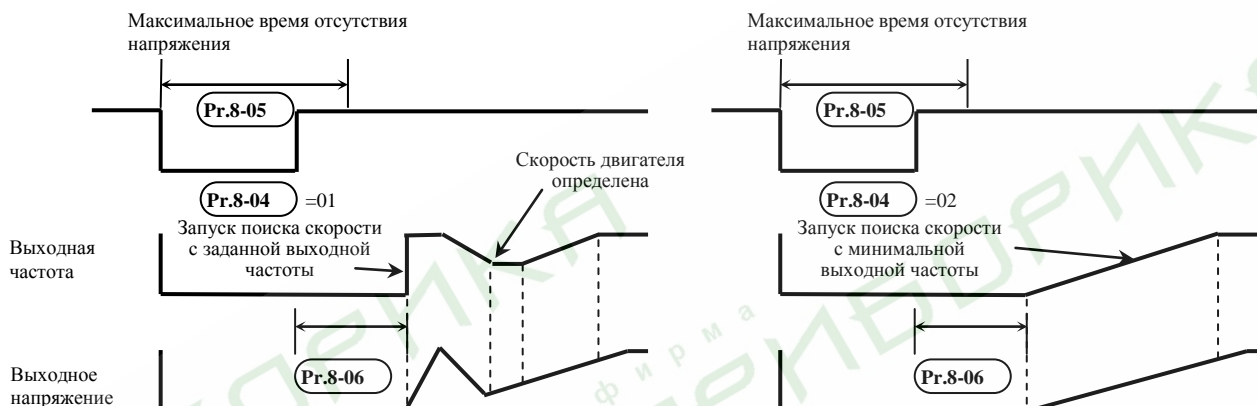 Максимальное время отсутствия
напряжения
Pr.8-05
Скорость двигателя
определена
Pr.8-04 =01
Запуск поиска скорости
с заданной выходной
частоты
Выходная
частота
Pr.8-06
Выходное
напряжение
Максимальное время отсутствия
напряжения
Pr.8-05
Pr.8-04 =02
Запуск поиска скорости
с минимальной
выходной частоты
Pr.8-06
фирма